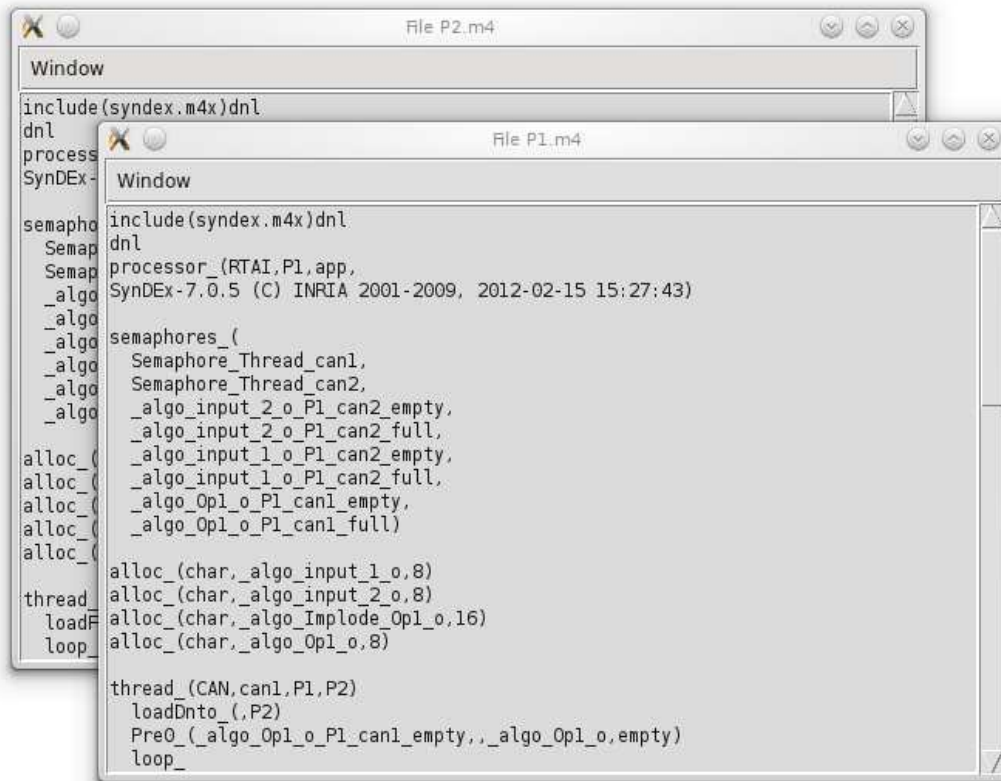 File P2.m4
Window
include(syndex.m4x)dnl
dnl
process
SynDEx-
semapho
Semap
Semap
_algo
_algo
_algo
_algo
_algo
_algo
alloc_(
alloc_(
alloc_(
alloc_(
alloc_(
thread_
loadF
loop_
File P1.m4
Window
include(syndex.m4x)dnl
dnl
processor_(RTAI,P1,app,
SynDEx-7.0.5 (C) INRIA 2001-2009, 2012-02-15 15:27:43)
semaphores_(
Semaphore_Thread_can1,
Semaphore_Thread_can2,
_algo_input_2_o_P1_can2_empty,
_algo_input_2_o_P1_can2_full,
_algo_input_1_o_P1_can2_empty,
_algo_input_1_o_P1_can2_full,
_algo_Op1_o_P1_can1_empty,
_algo_Op1_o_P1_can1_full)
alloc_(char,_algo_input_1_o,8)
alloc_(char,_algo_input_2_o,8)
alloc_(char,_algo_Implode_Op1_o,16)
alloc_(char,_algo_Op1_o,8)
thread_(CAN,can1,P1,P2)
loadDnto_(,P2)
Pre0_(_algo_Op1_o_P1_can1_empty,,_algo_Op1_o,empty)
loop_